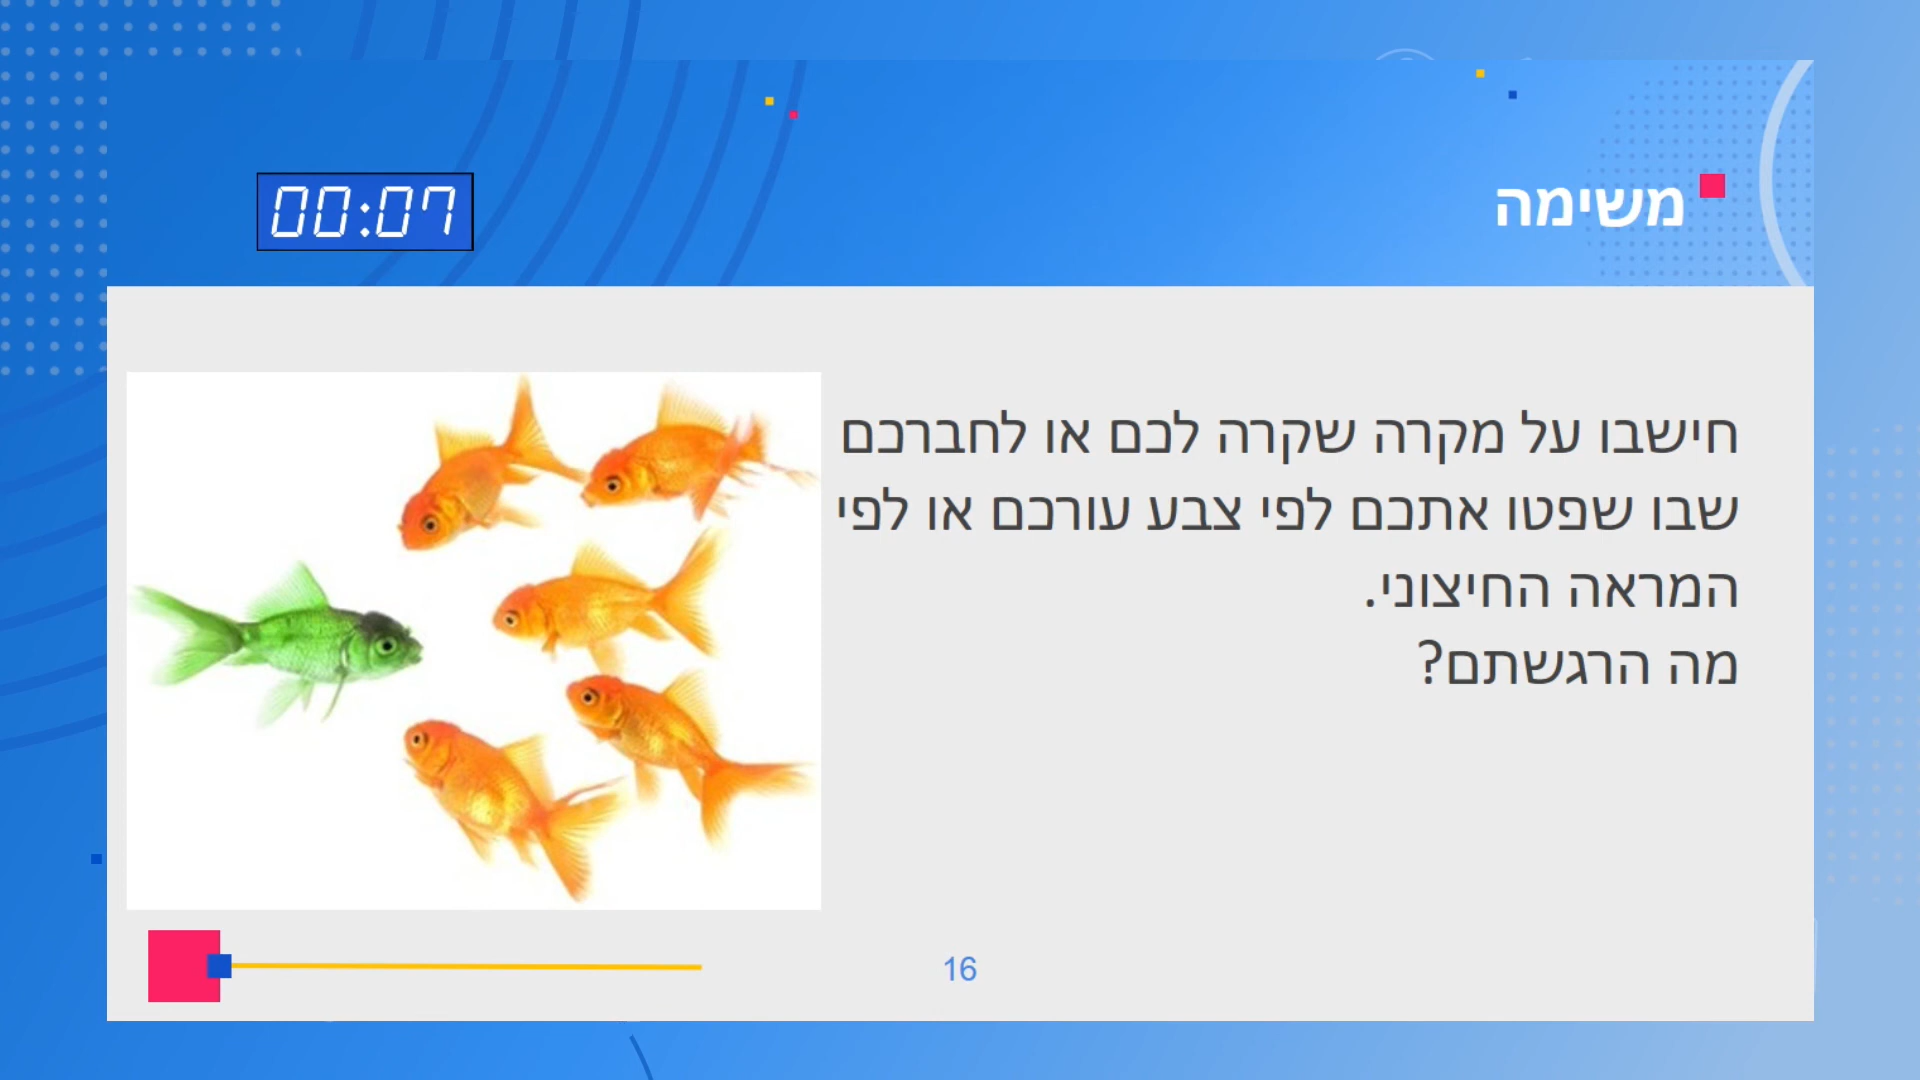 משימה
00:07
חישבו על מקרה שקרה לכם או לחברכם
שבו שפטו אתכם לפי צבע עורכם או לפי
המראה החיצוני.
מה הרגשתם?
16